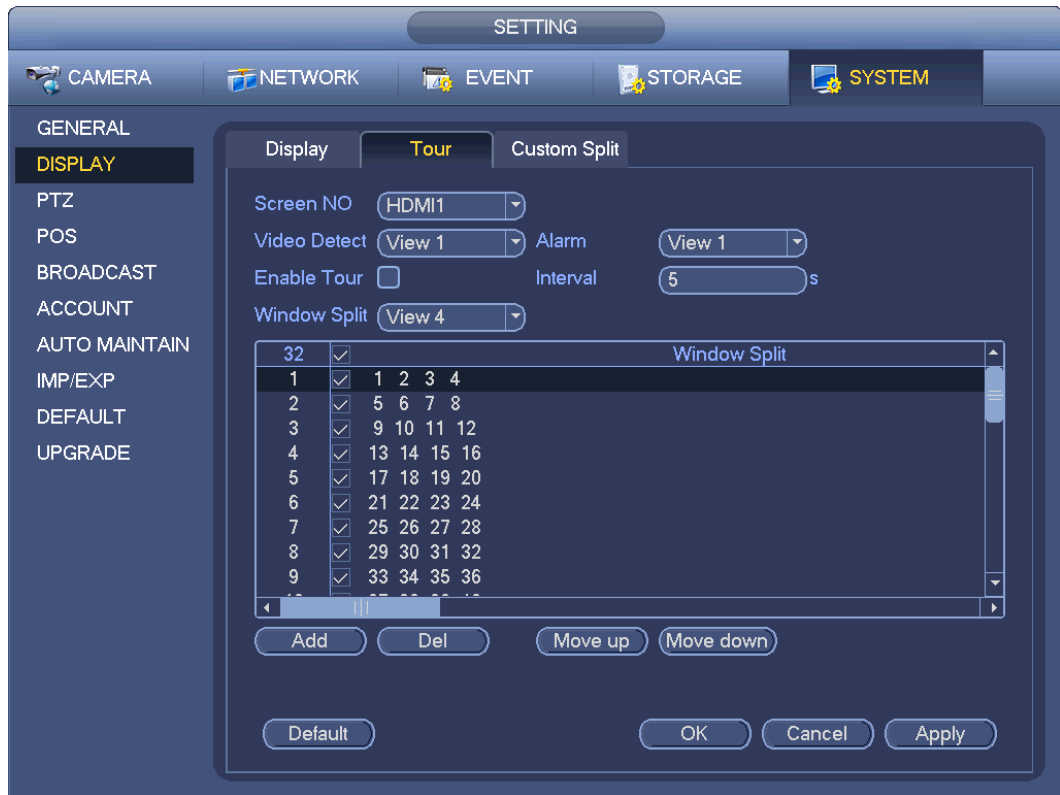 SETTING
CAMERA NETWORK EVENT STORAGE SYSTEM
GENERAL
DISPLAY
PTZ
POS
BROADCAST
ACCOUNT
AUTO MAINTAIN
IMP/EXP
DEFAULT
UPGRADE
Display Tour Custom Split
Screen NO HDMI1
Video Detect View 1 Alarm View 1
Enable Tour Interval 5 s
Window Split View 4
32 Window Split
1 1 2 3 4
2 5 6 7 8
3 9 10 11 12
4 13 14 15 16
5 17 18 19 20
6 21 22 23 24
7 25 26 27 28
8 29 30 31 32
9 33 34 35 36
Add Del Move up Move down
Default OK Cancel Apply